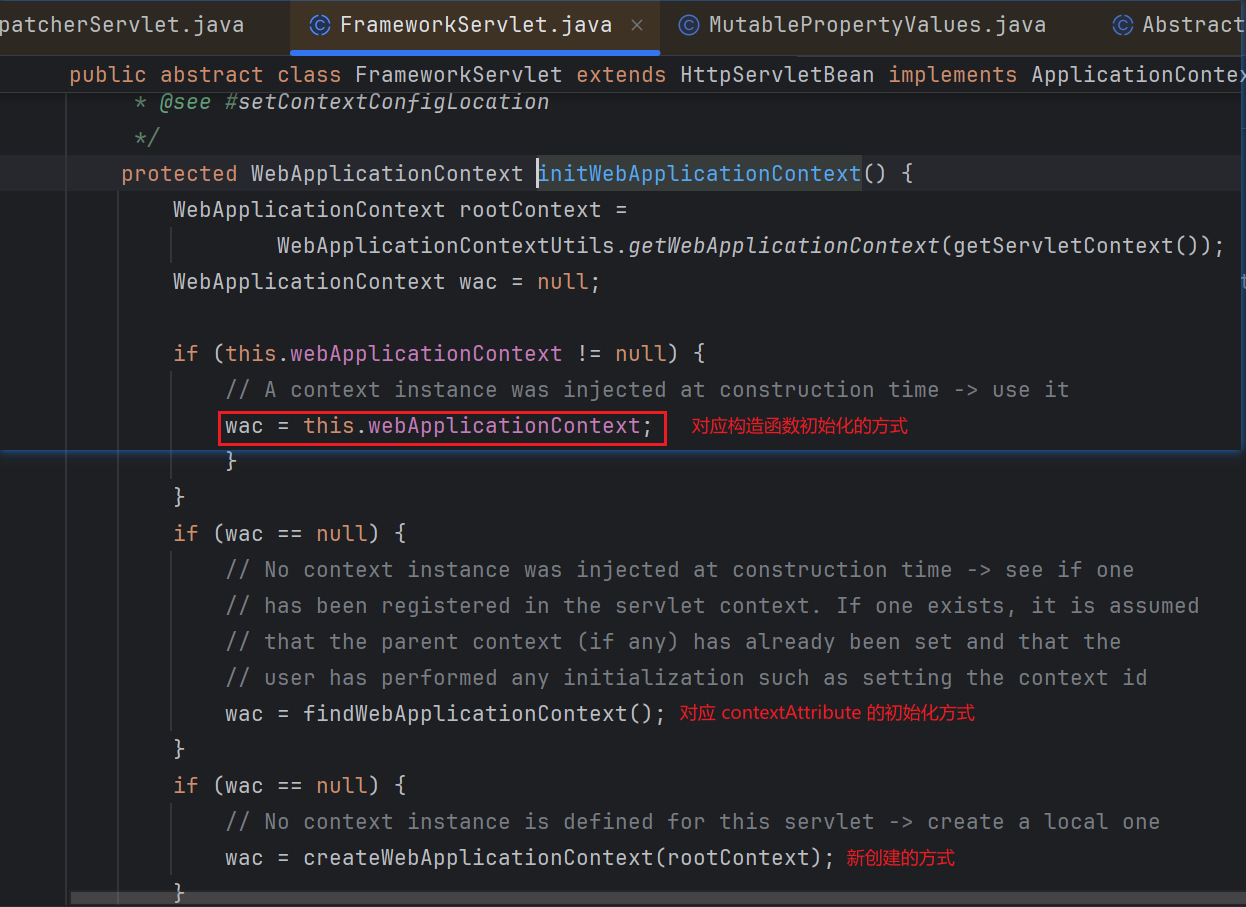 patcherServlet.java FrameworkServlet.java × MutablePropertyValues.java Abstract
public abstract class FrameworkServlet extends HttpServletBean implements ApplicationContex
* @see #setContextConfigLocation
*/
protected WebApplicationContext initWebApplicationContext() {
WebApplicationContext rootContext =
WebApplicationContextUtils.getWebApplicationContext(getServletContext());
WebApplicationContext wac = null;
if (this.webApplicationContext != null) {
// A context instance was injected at construction time -> use it
wac = this.webApplicationContext; 对应构造函数初始化的方式
}
}
if (wac == null) {
// No context instance was injected at construction time -> see if one
// has been registered in the servlet context. If one exists, it is assumed
// that the parent context (if any) has already been set and that the
// user has performed any initialization such as setting the context id
wac = findWebApplicationContext(); 对应 contextAttribute 的初始化方式
}
if (wac == null) {
// No context instance is defined for this servlet -> create a local one
wac = createWebApplicationContext(rootContext); 新创建的方式
}